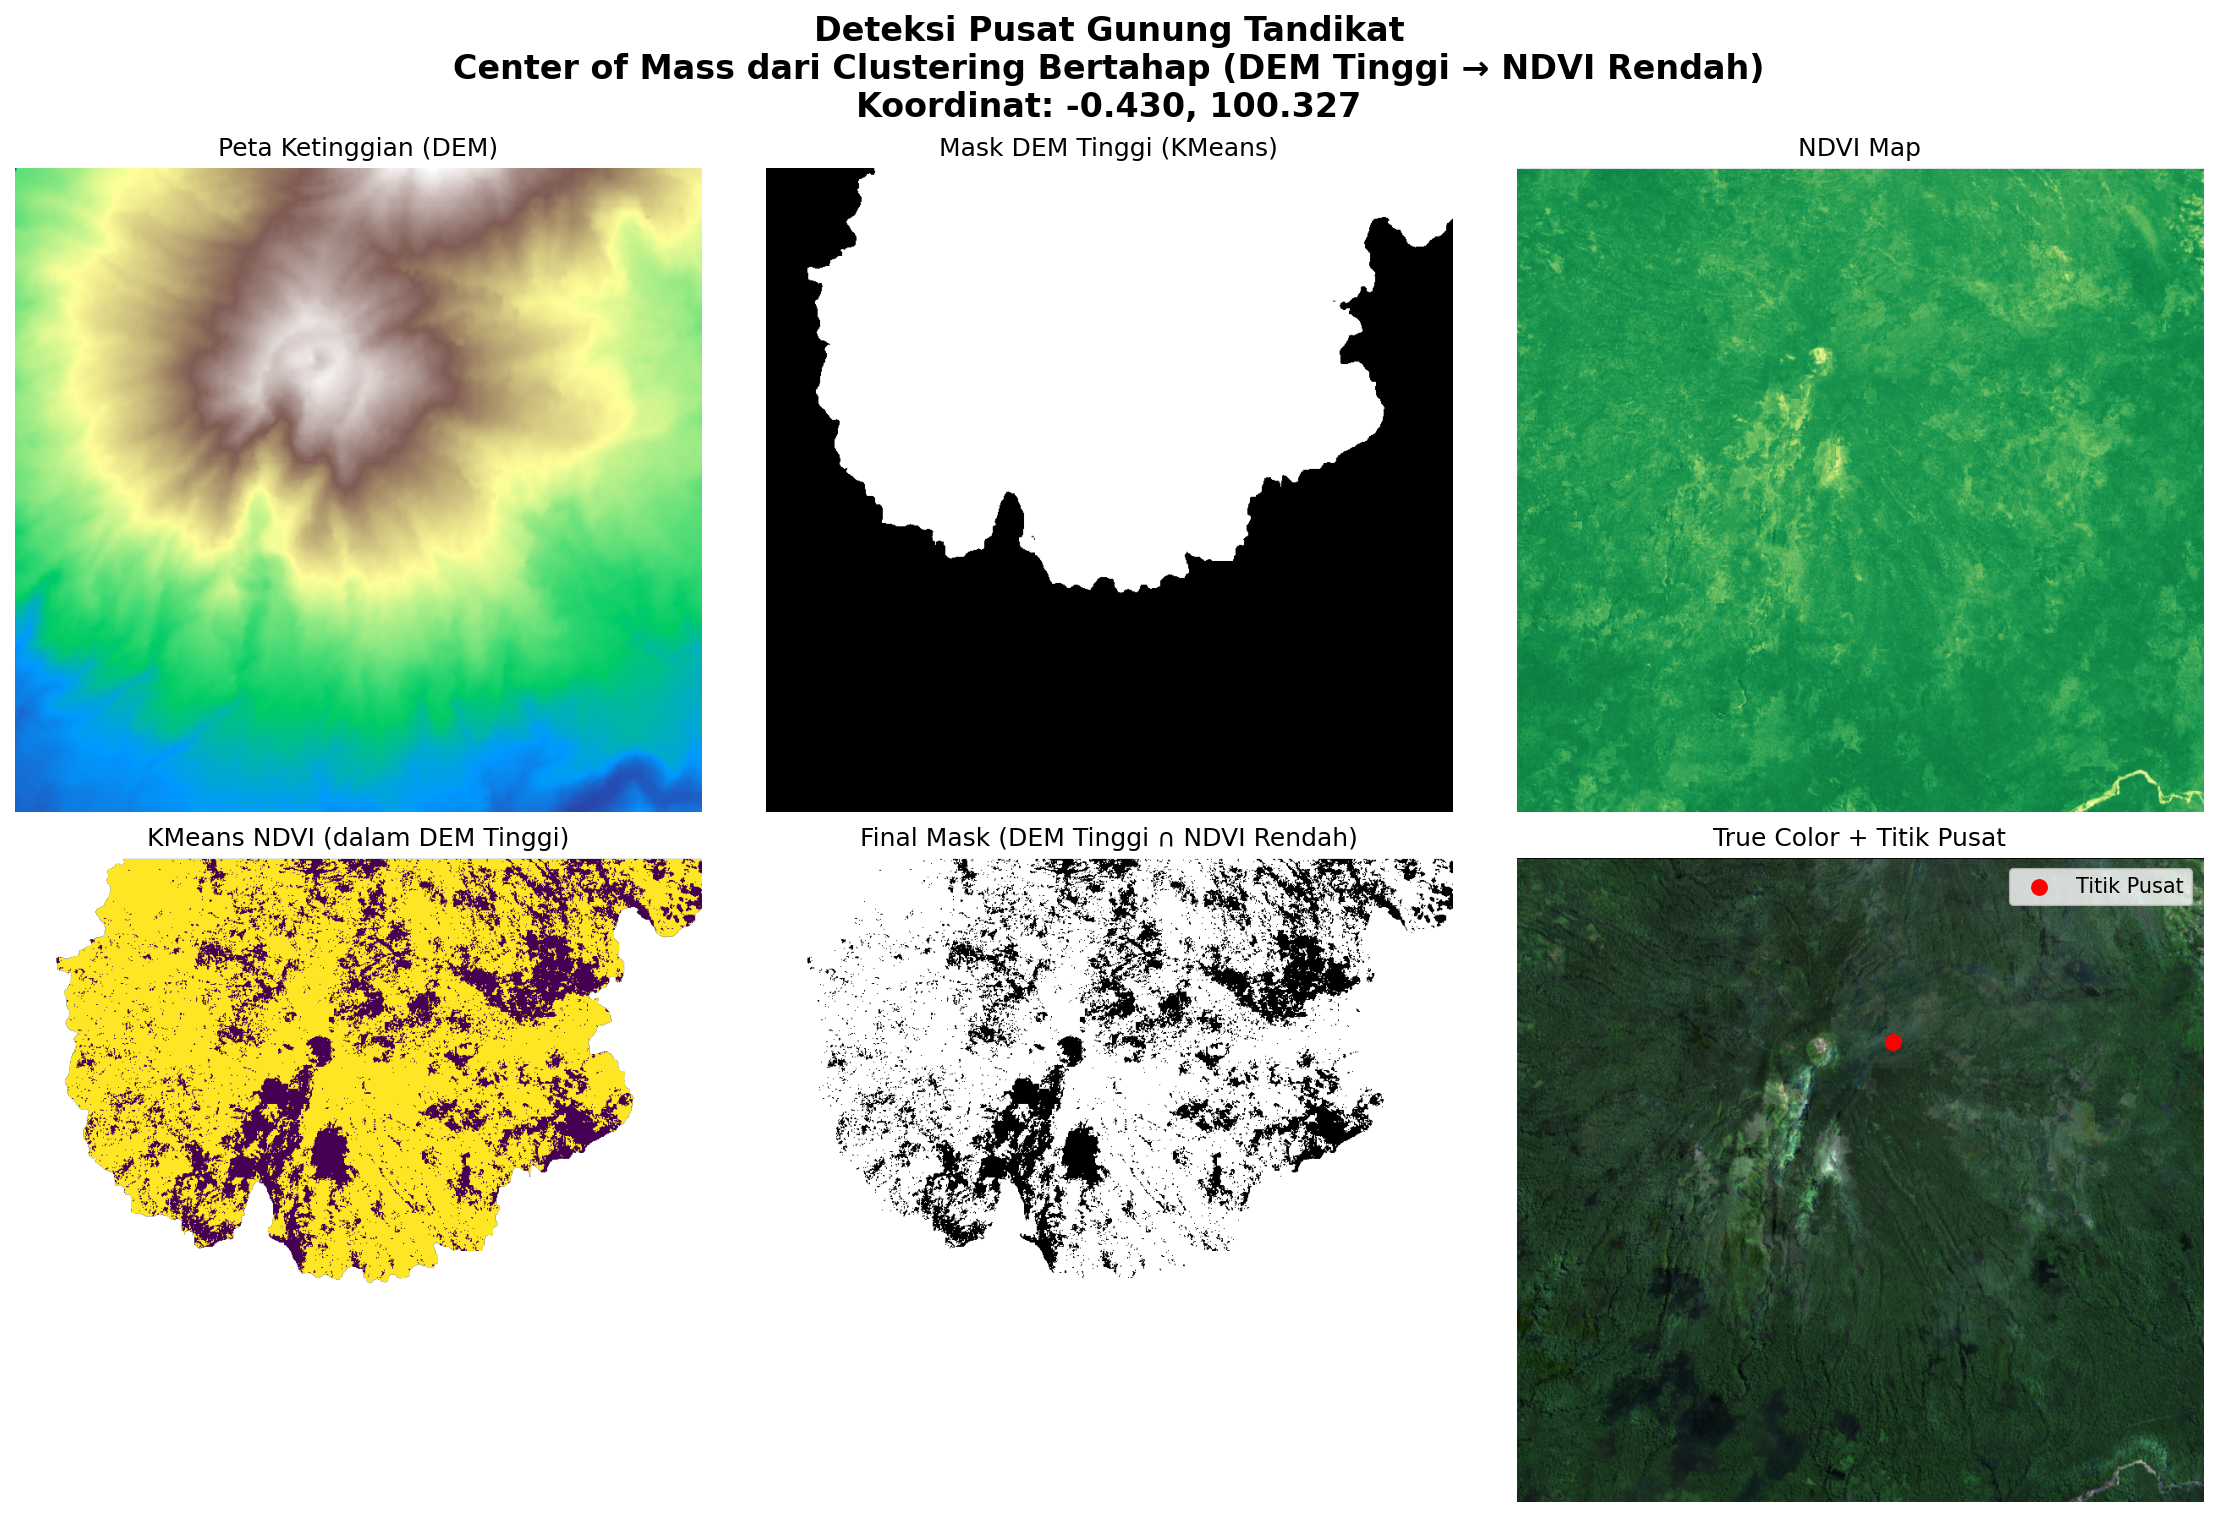 Deteksi Pusat Gunung Tandikat
Center of Mass dari Clustering Bertahap (DEM Tinggi → NDVI Rendah)
Koordinat: -0.430, 100.327
Peta Ketinggian (DEM)
Mask DEM Tinggi (KMeans)
NDVI Map
KMeans NDVI (dalam DEM Tinggi)
Final Mask (DEM Tinggi ∩ NDVI Rendah)
True Color + Titik Pusat
Titik Pusat